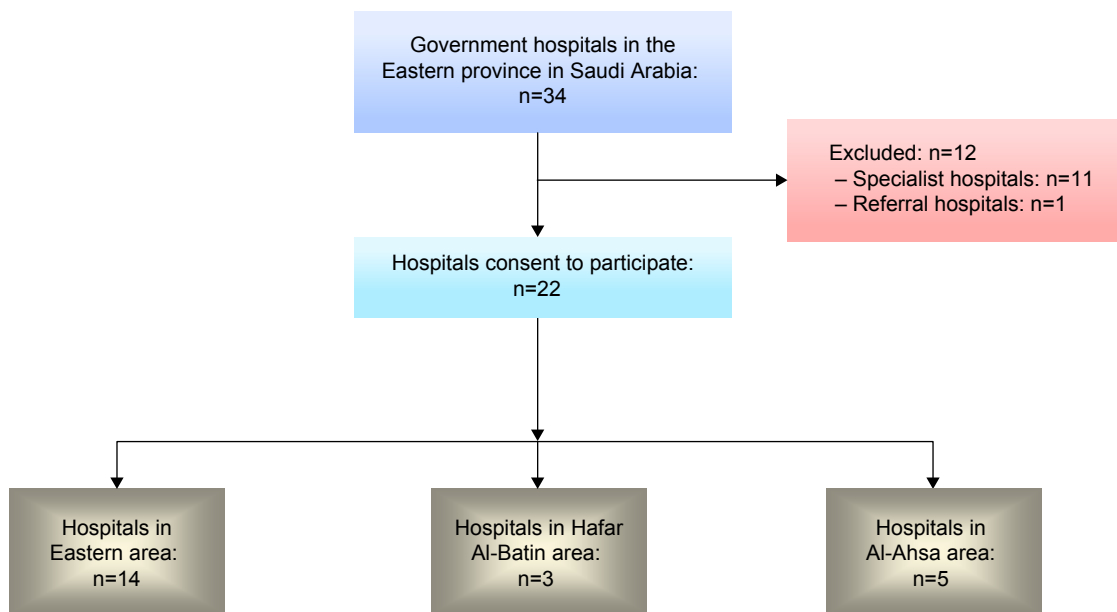 Government hospitals in the
Eastern province in Saudi Arabia:
n=34
Excluded: n=12
– Specialist hospitals: n=11
– Referral hospitals: n=1
Hospitals consent to participate:
n=22
Hospitals in
Eastern area:
n=14
Hospitals in Hafar
Al-Batin area:
n=3
Hospitals in
Al-Ahsa area:
n=5